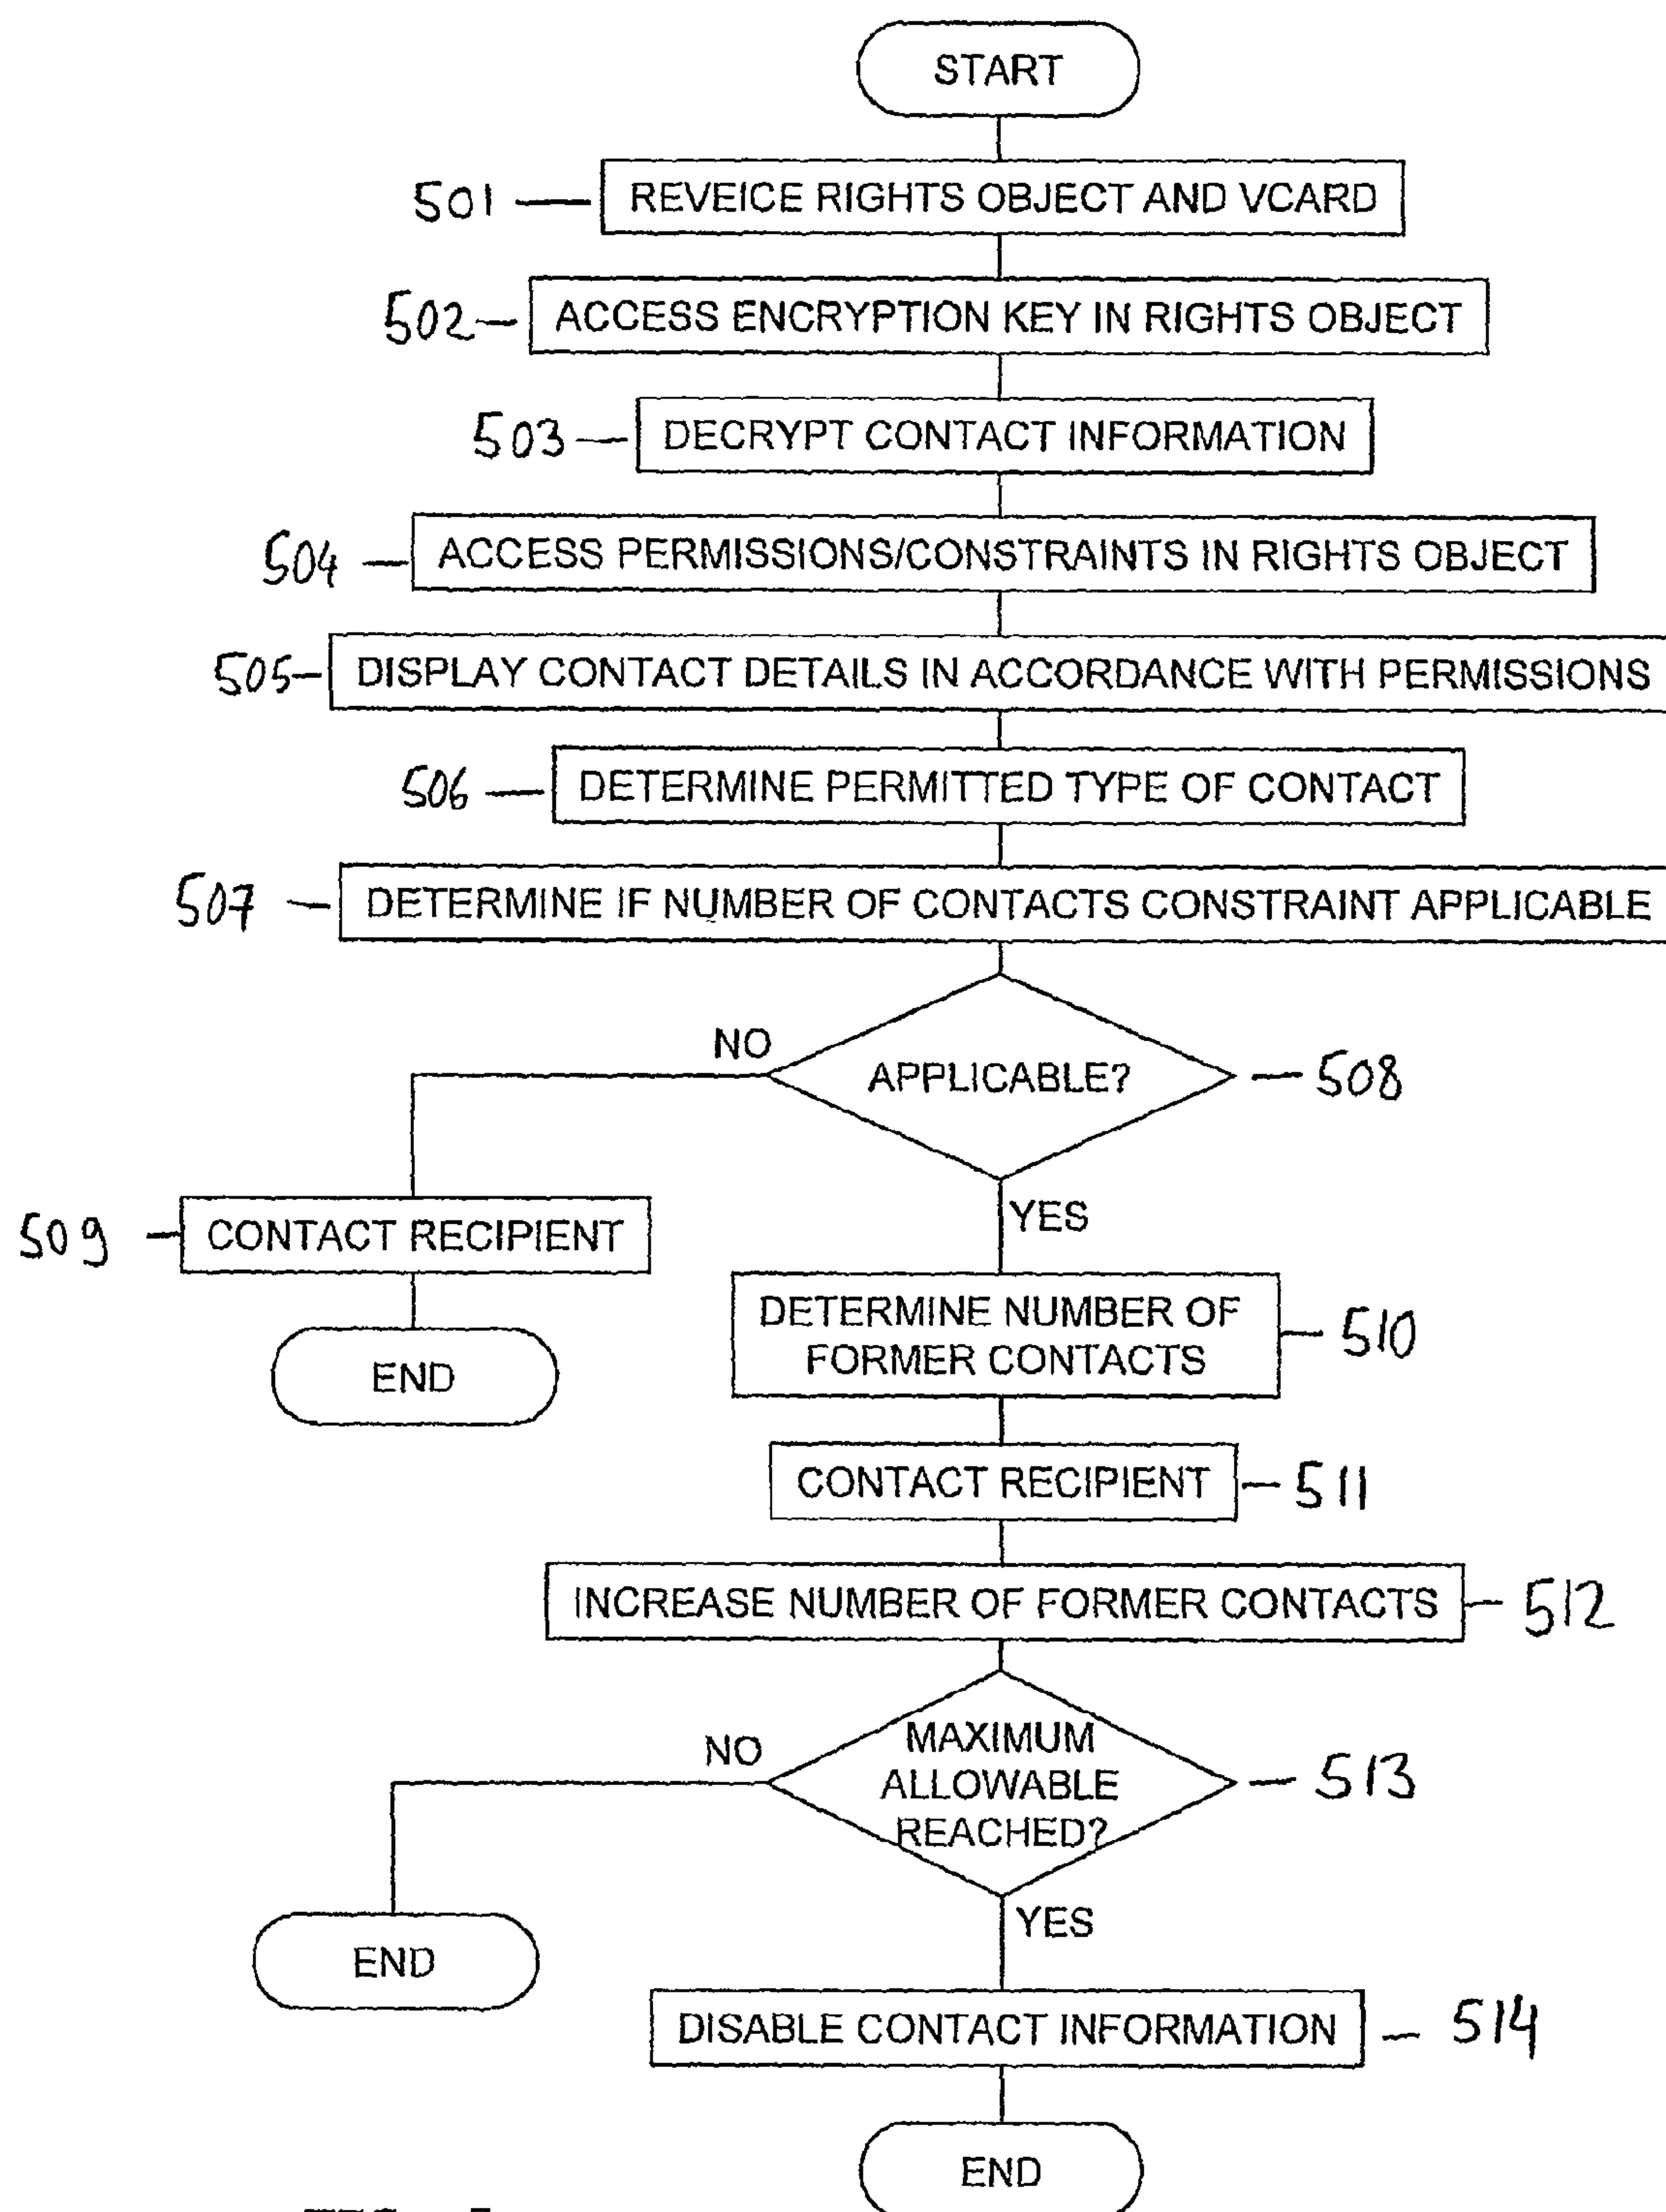 START
501 REVEICE RIGHTS OBJECT AND VCARD
502 ACCESS ENCRYPTION KEY IN RIGHTS OBJECT
503 DECRYPT CONTACT INFORMATION
504 ACCESS PERMISSIONS/CONSTRAINTS IN RIGHTS OBJECT
505 DISPLAY CONTACT DETAILS IN ACCORDANCE WITH PERMISSIONS
506 DETERMINE PERMITTED TYPE OF CONTACT
507 DETERMINE IF NUMBER OF CONTACTS CONSTRAINT APPLICABLE
NO
APPLICABLE? 508
YES
509 CONTACT RECIPIENT
END
DETERMINE NUMBER OF
FORMER CONTACTS
510
CONTACT RECIPIENT 511
INCREASE NUMBER OF FORMER CONTACTS 512
NO
MAXIMUM
ALLOWABLE
REACHED?
513
YES
END
DISABLE CONTACT INFORMATION 514
END